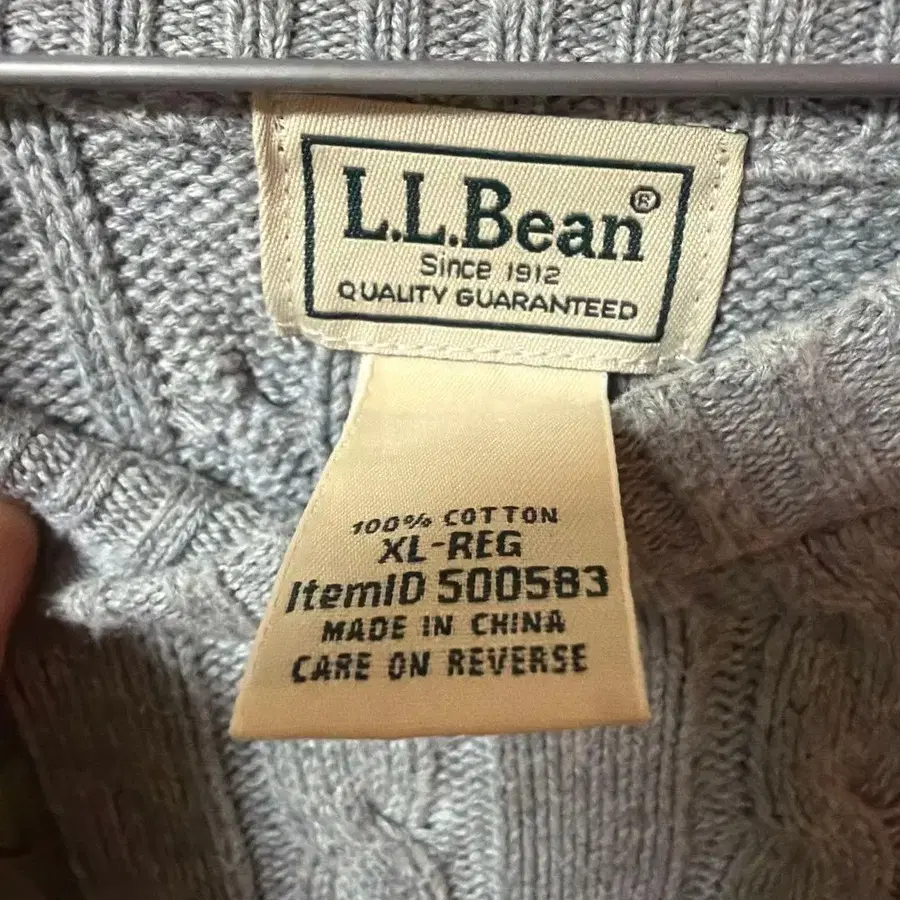 L.L.Bean®
Since 1912
QUALITY GUARANTEED
100% COTTON
XL-REG
ItemID 500583
MADE IN CHINA
CARE ON REVERSE